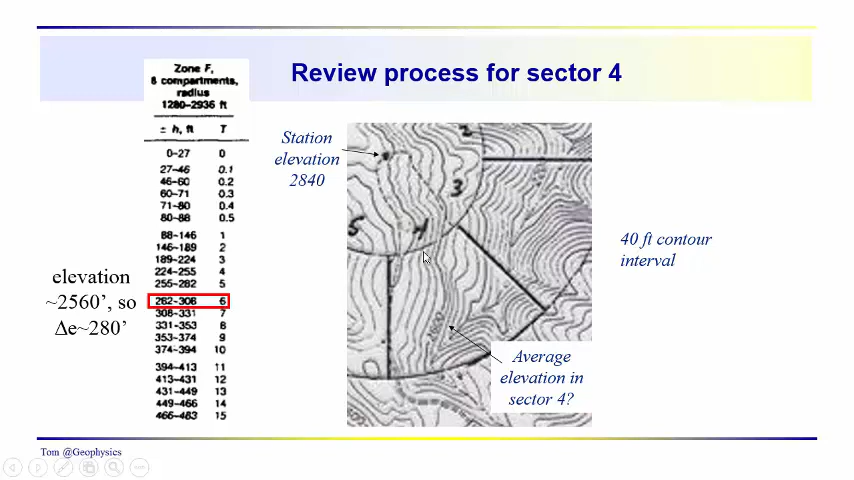 Review process for sector 4
Zone F,
8 compartments,
radius
1280–2936 ft
± h, ft T
0–27 0
27–46 0.1
46–60 0.2
60–71 0.3
71–80 0.4
80–88 0.5
88–146 1
146–189 2
189–224 3
224–255 4
255–282 5
282–308 6
308–331 7
331–353 8
353–374 9
374–394 10
394–413 11
413–431 12
431–449 13
449–466 14
466–483 15
elevation
~2560’, so
Δe~280’
Station
elevation
2840
2
3
4
5
Average
elevation in
sector 4?
40 ft contour
interval
Tom @Geophysics